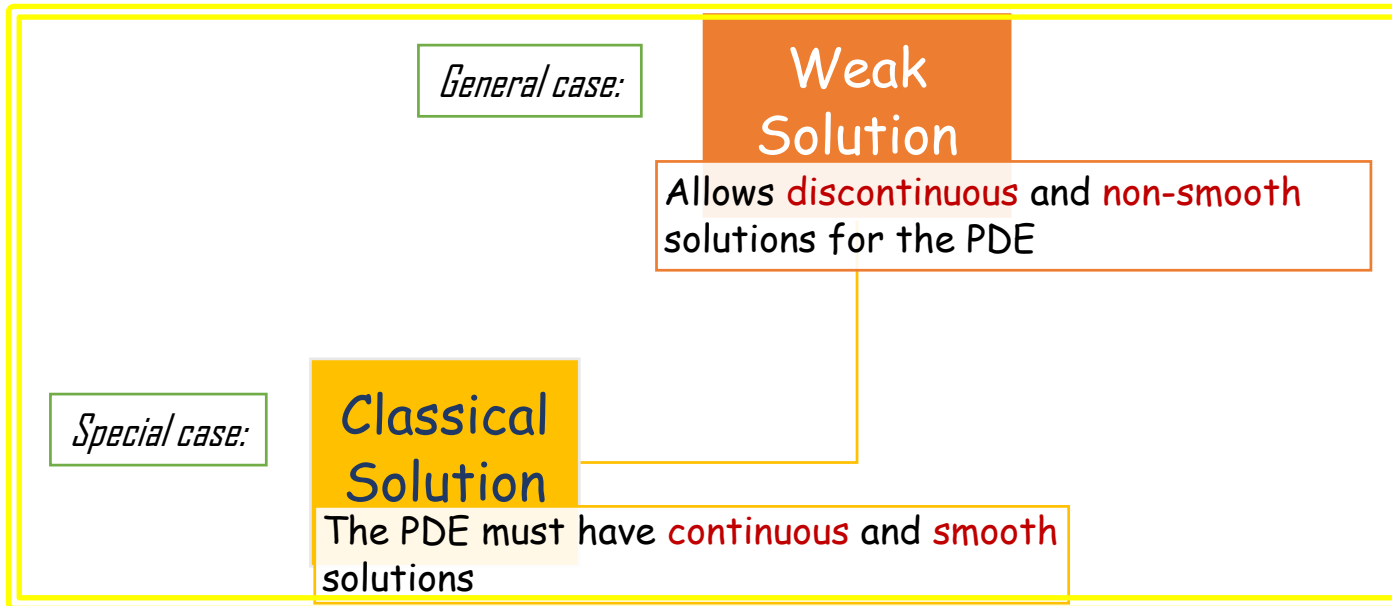 General case:
Weak
Solution
Allows discontinuous and non-smooth
solutions for the PDE
Special case:
Classical
Solution
The PDE must have continuous and smooth
solutions